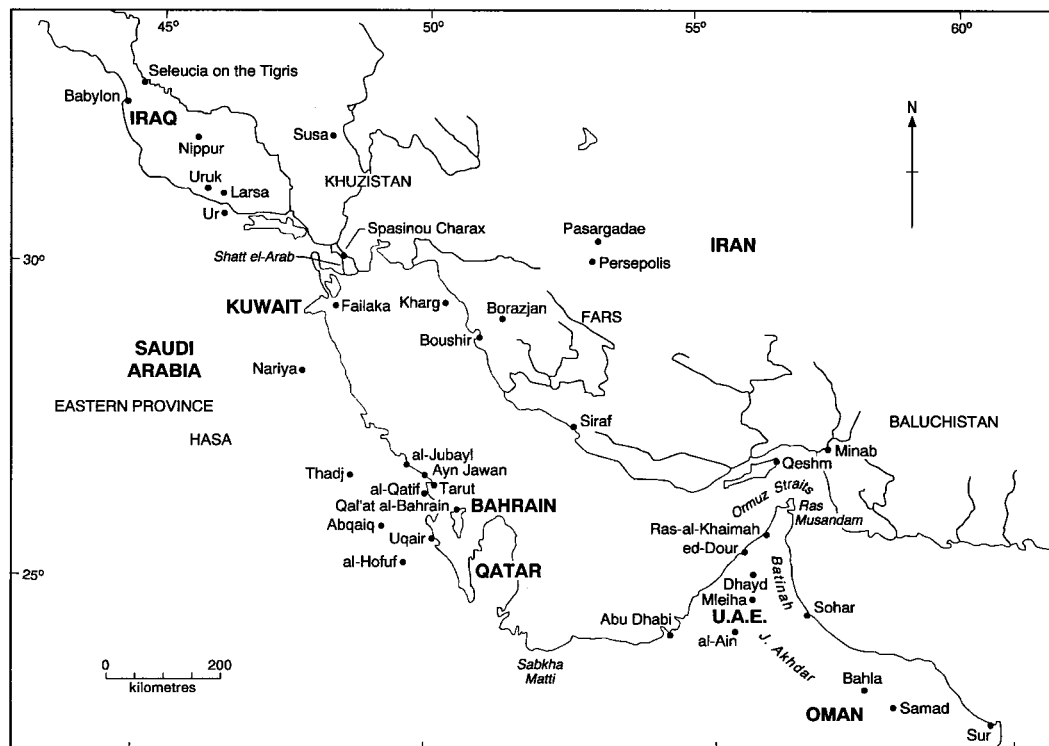 45° 50° 55° 60°
Seleucia on the Tigris
Babylon
IRAQ
N
Nippur
Susa
KHUZISTAN
Uruk
Larsa
Ur
Spasinou Charax
Pasargadae
IRAN
Shatt el-Arab
Persepolis
30°
KUWAIT
Failaka
Kharg
Borazjan
FARS
Boushir
SAUDI
ARABIA
Nariya
EASTERN PROVINCE
HASA
BALUCHISTAN
Siraf
Minab
al-Jubayl
Qeshm
Thadj
Ayn Jawan
al-Qatif
Tarut
Ormuz Straits
Qal'at al-Bahrain
BAHRAIN
Ras
Musandam
Abqaiq
Uqair
Ras-al-Khaimah
ed-Dour
al-Hofuf
QATAR
25°
Dhayd
Batinah
Mleiha
Sohar
Abu Dhabi
U.A.E.
al-Ain
J. Akhdar
0 200
kilometres
Sabkha
Matti
Bahla
OMAN
Samad
Sur